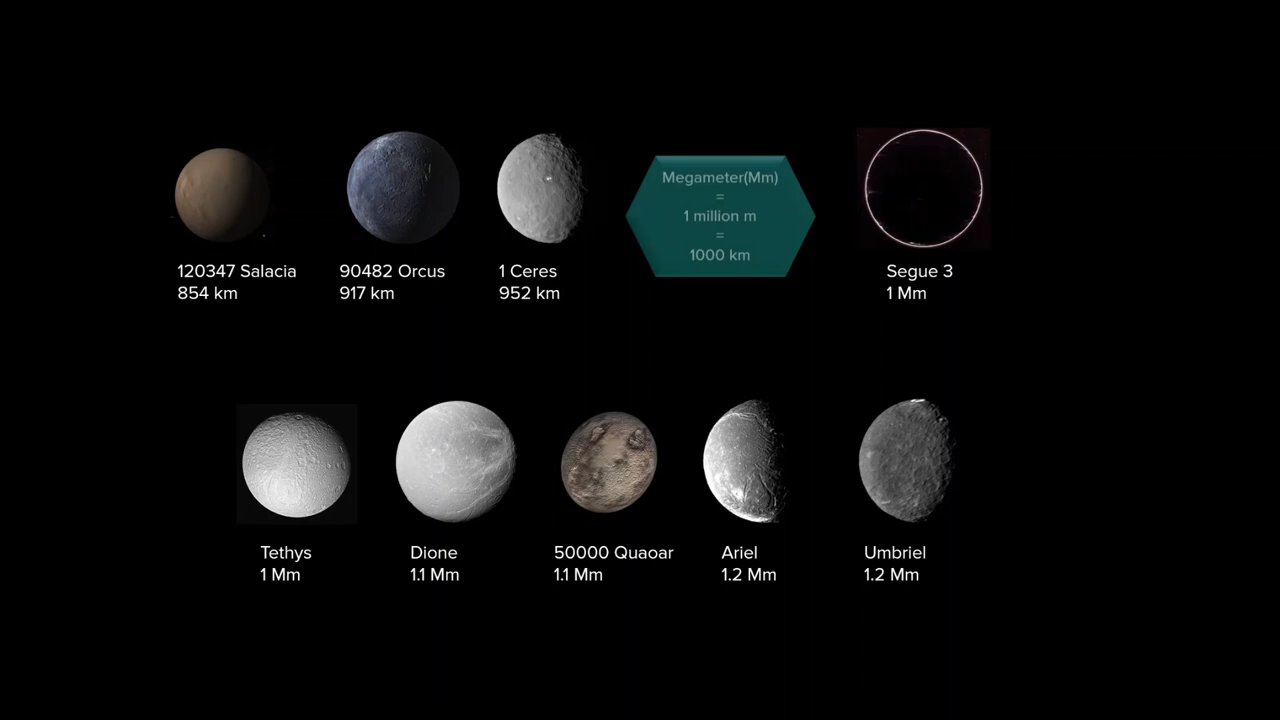 Megameter(Mm)
=
1 million m
=
1000 km
120347 Salacia
854 km
90482 Orcus
917 km
1 Ceres
952 km
Segue 3
1 Mm
Tethys
1 Mm
Dione
1.1 Mm
50000 Quaoar
1.1 Mm
Ariel
1.2 Mm
Umbriel
1.2 Mm